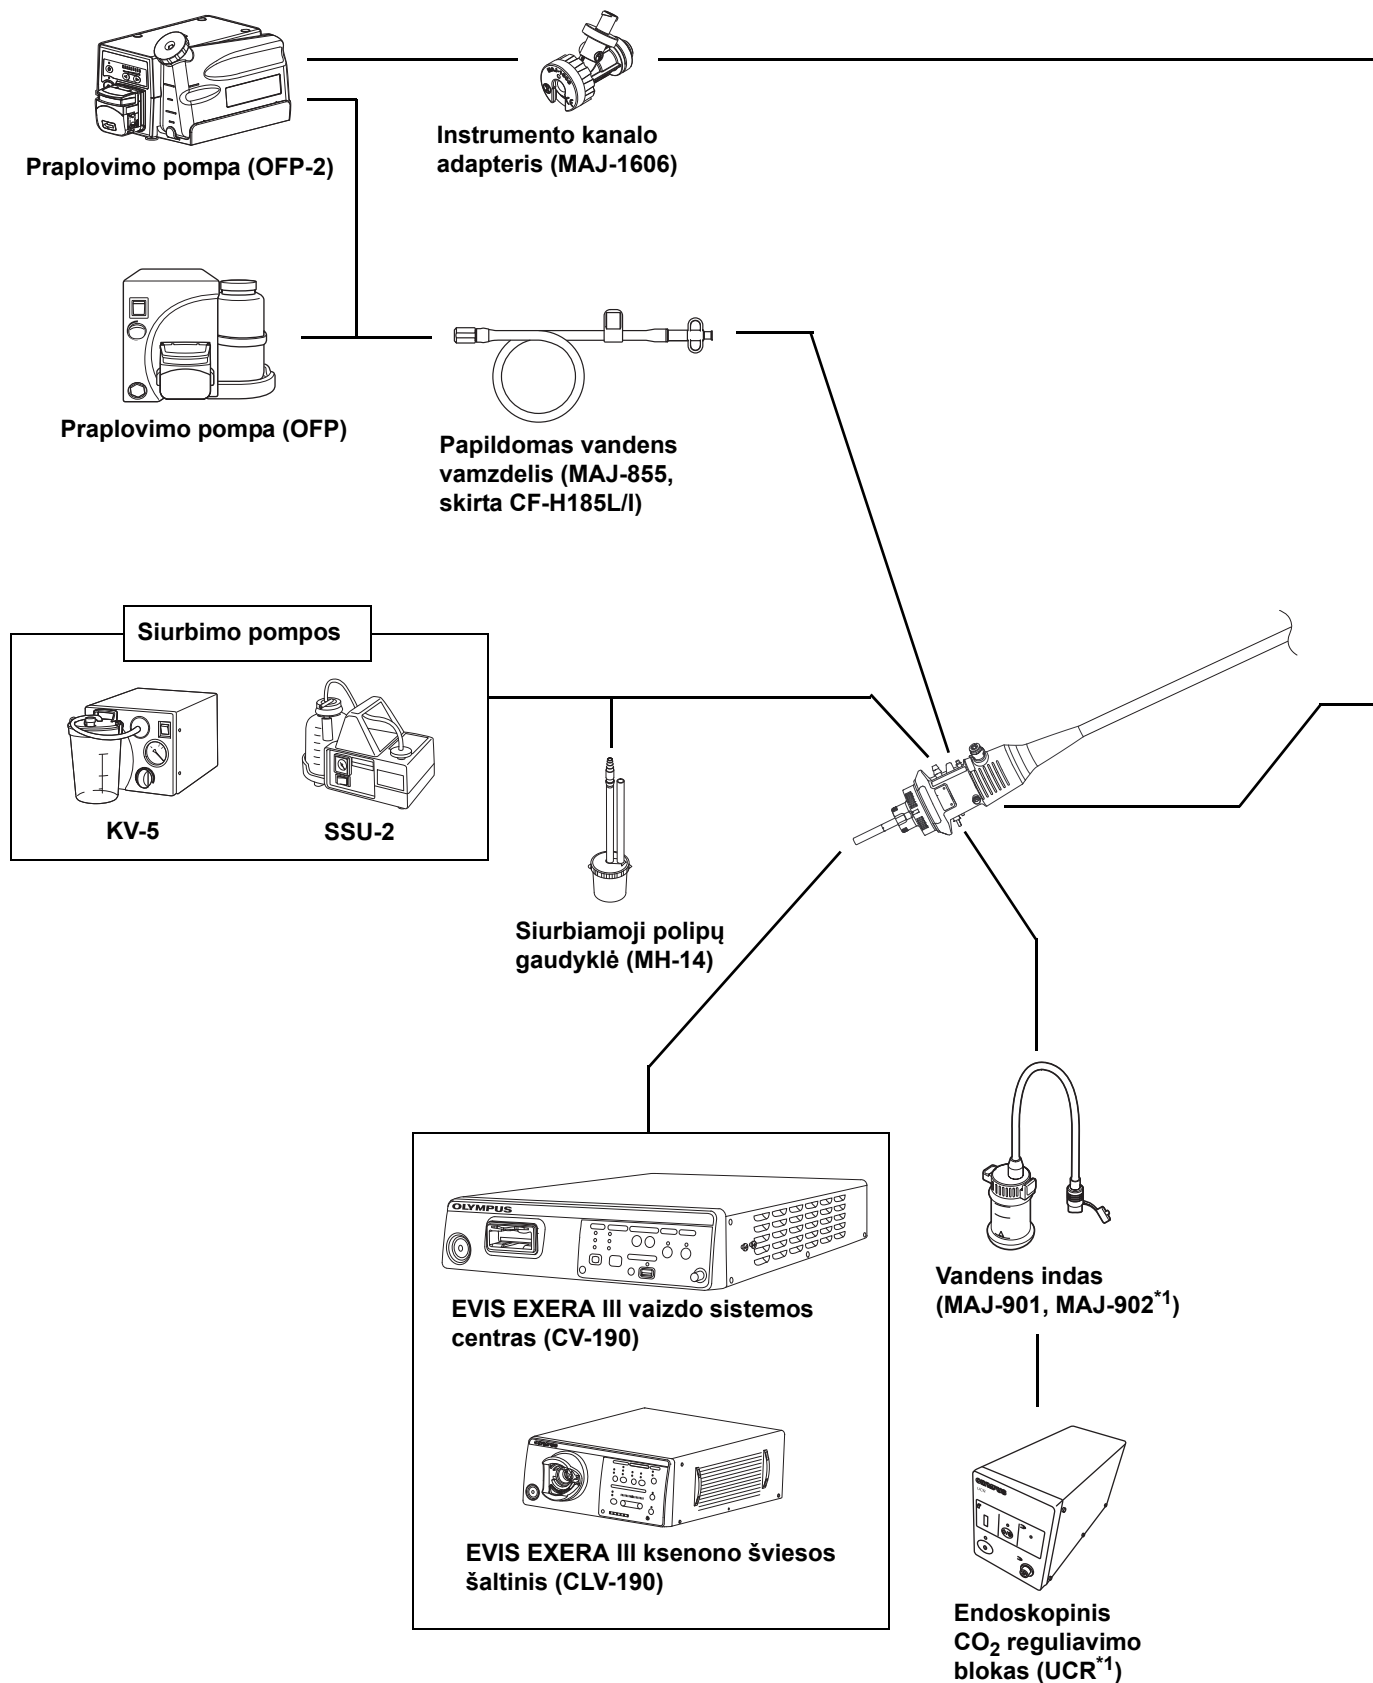 Instrumento kanalo
adapteris (MAJ-1606)
Praplovimo pompa (OFP-2)
Praplovimo pompa (OFP)
Papildomas vandens
vamzdelis (MAJ-855,
skirta CF-H185L/I)
Siurbimo pompos
KV-5
SSU-2
Siurbiamoji polipų
gaudyklė (MH-14)
OLYMPUS
EVIS EXERA III vaizdo sistemos
centras (CV-190)
Vandens indas
(MAJ-901, MAJ-902*1)
OLYMPUS
EVIS EXERA III ksenono šviesos
šaltinis (CLV-190)
OLYMPUS
UCR
Endoskopinis
CO2 reguliavimo
blokas (UCR*1)